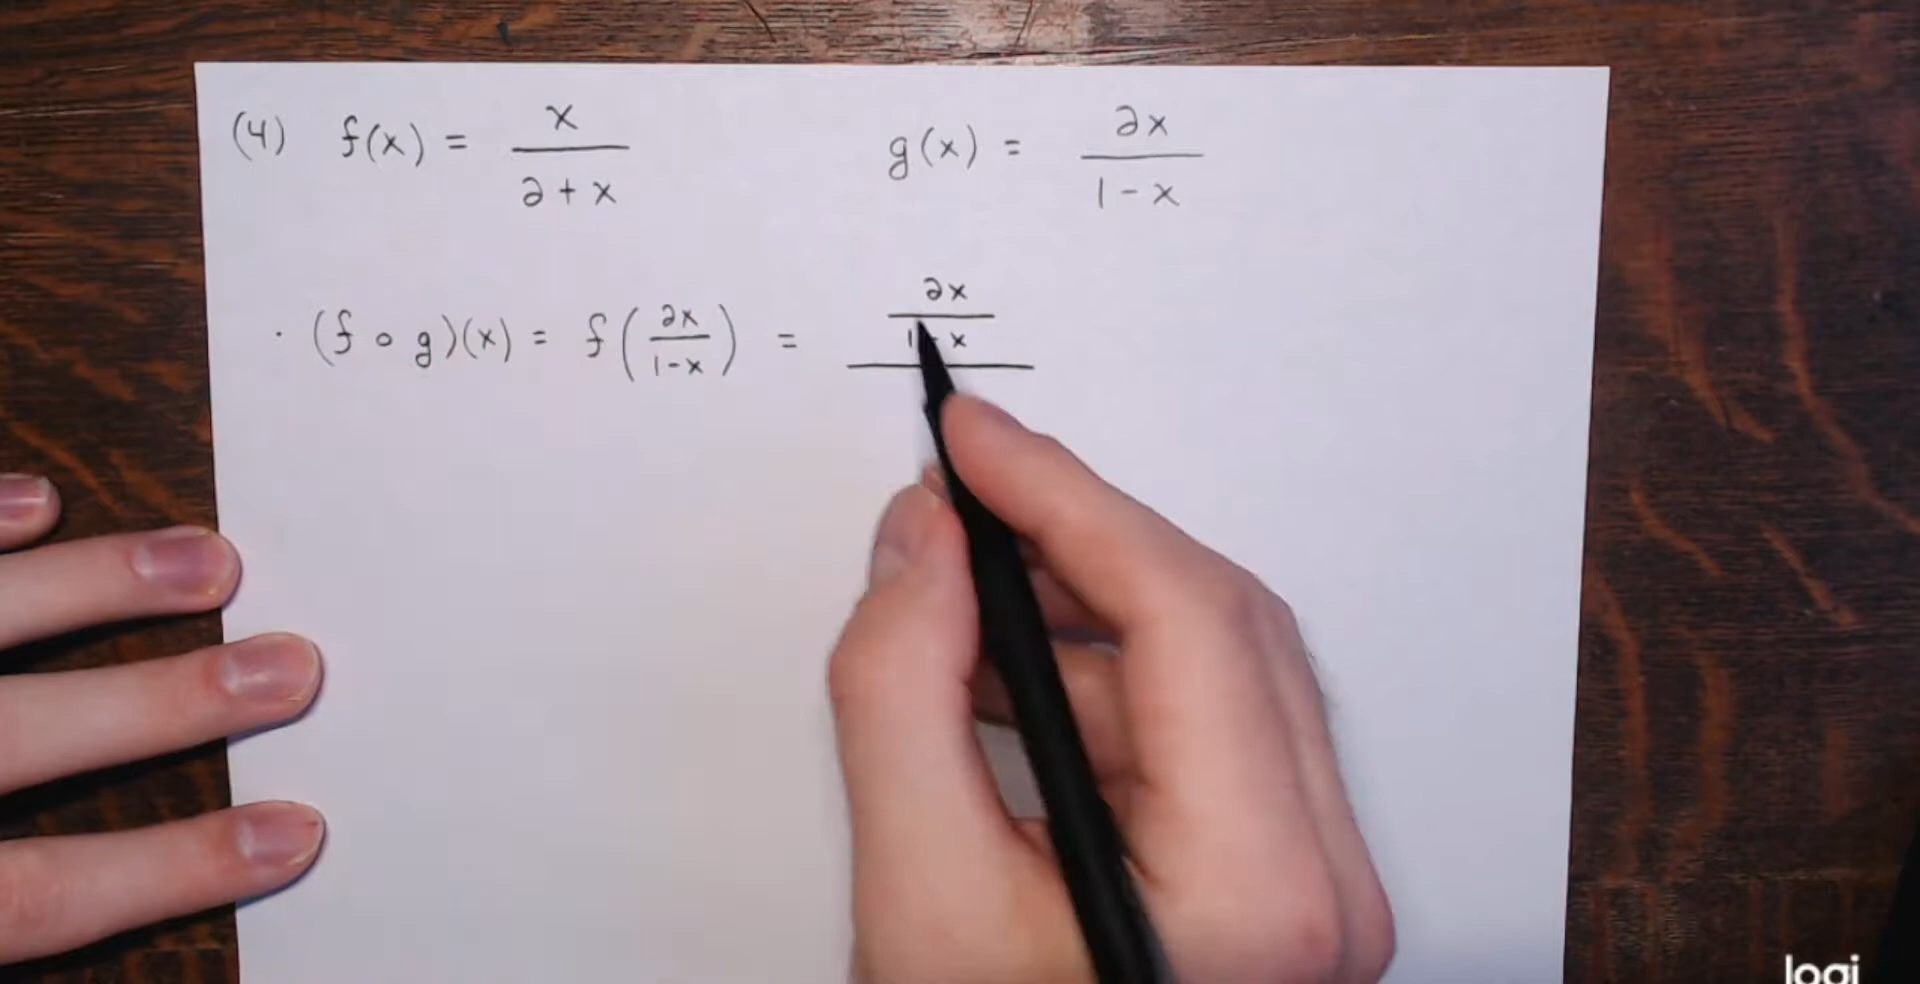 (4) f(x) = x / (2 + x) g(x) = 2x / (1 - x)
· (f ∘ g)(x) = f(2x / (1-x)) = (2x / (1 - x)) /
logi